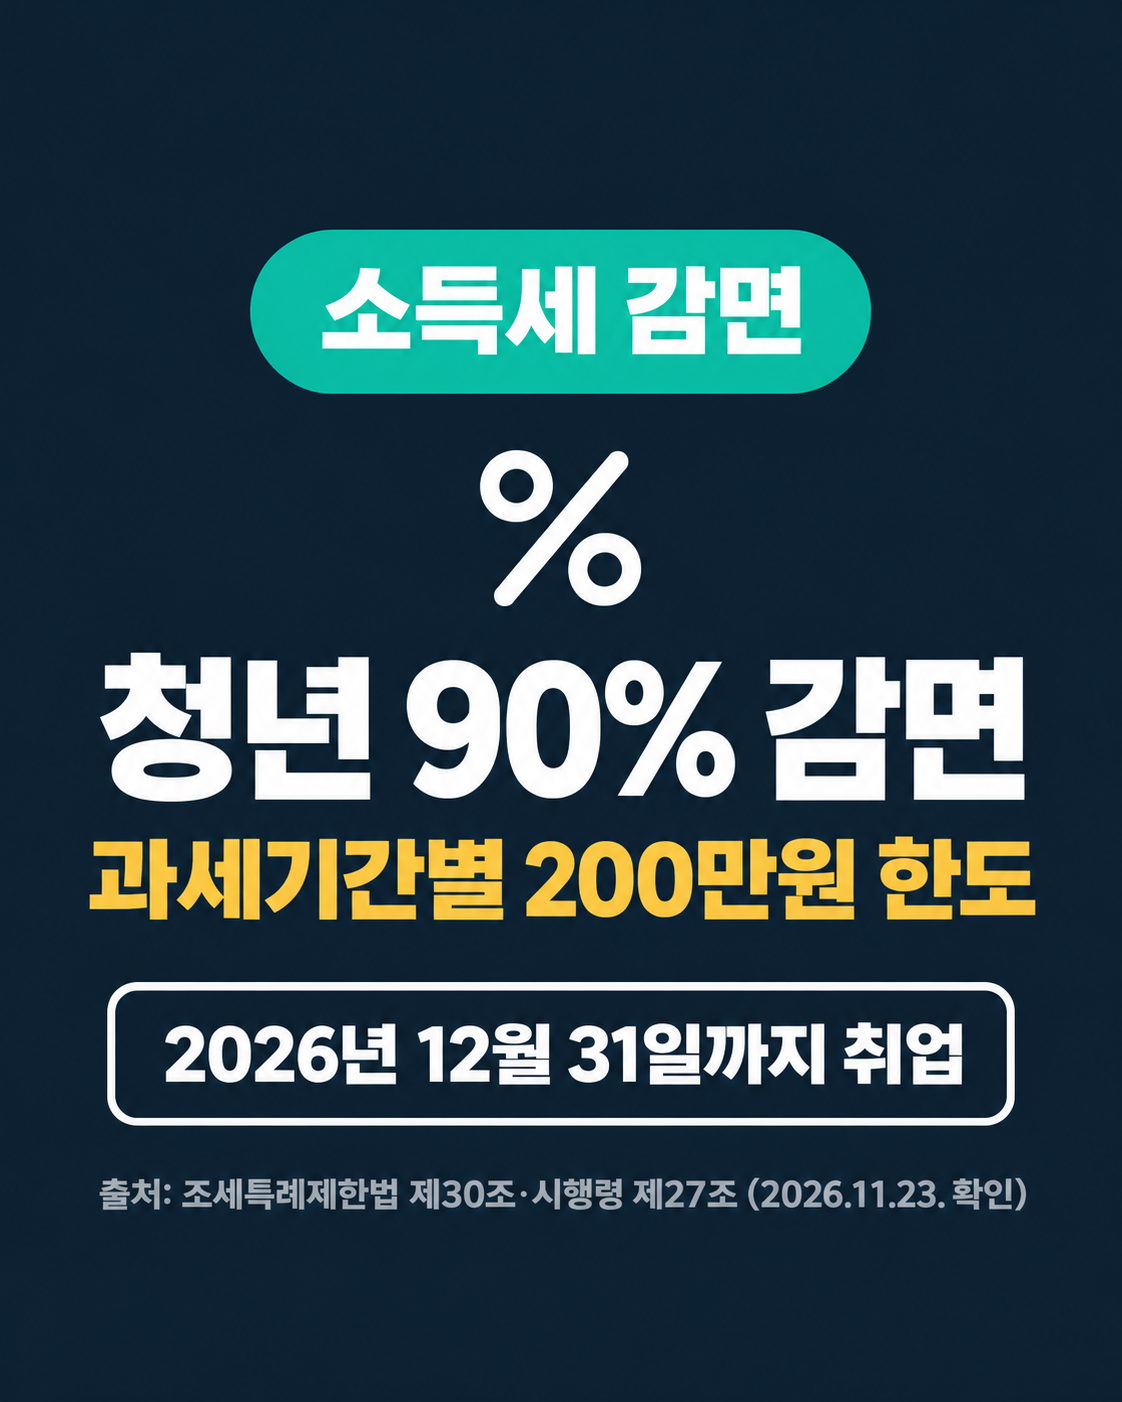 소득세 감면
%
청년 90% 감면
과세기간별 200만원 한도
2026년 12월 31일까지 취업
출처: 조세특례제한법 제30조·시행령 제27조 (2026.11.23. 확인)